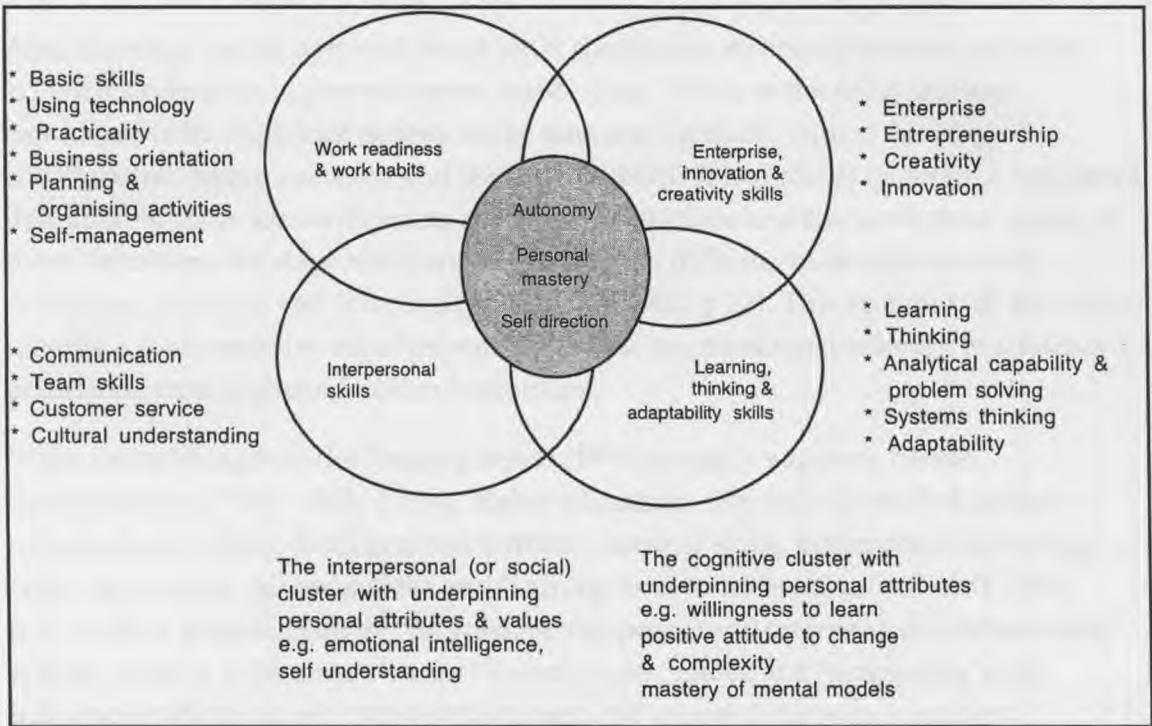 * Basic skills
* Using technology
* Practicality
* Business orientation
* Planning &
organising activities
* Self-management
* Communication
* Team skills
* Customer service
* Cultural understanding
Work readiness
& work habits
Enterprise,
innovation &
creativity skills
Autonomy
Personal
mastery
Self direction
Interpersonal
skills
Learning,
thinking &
adaptability skills
* Enterprise
* Entrepreneurship
* Creativity
* Innovation
* Learning
* Thinking
* Analytical capability &
problem solving
* Systems thinking
* Adaptability
The interpersonal (or social)
cluster with underpinning
personal attributes & values
e.g. emotional intelligence,
self understanding
The cognitive cluster with
underpinning personal attributes
e.g. willingness to learn
positive attitude to change
& complexity
mastery of mental models